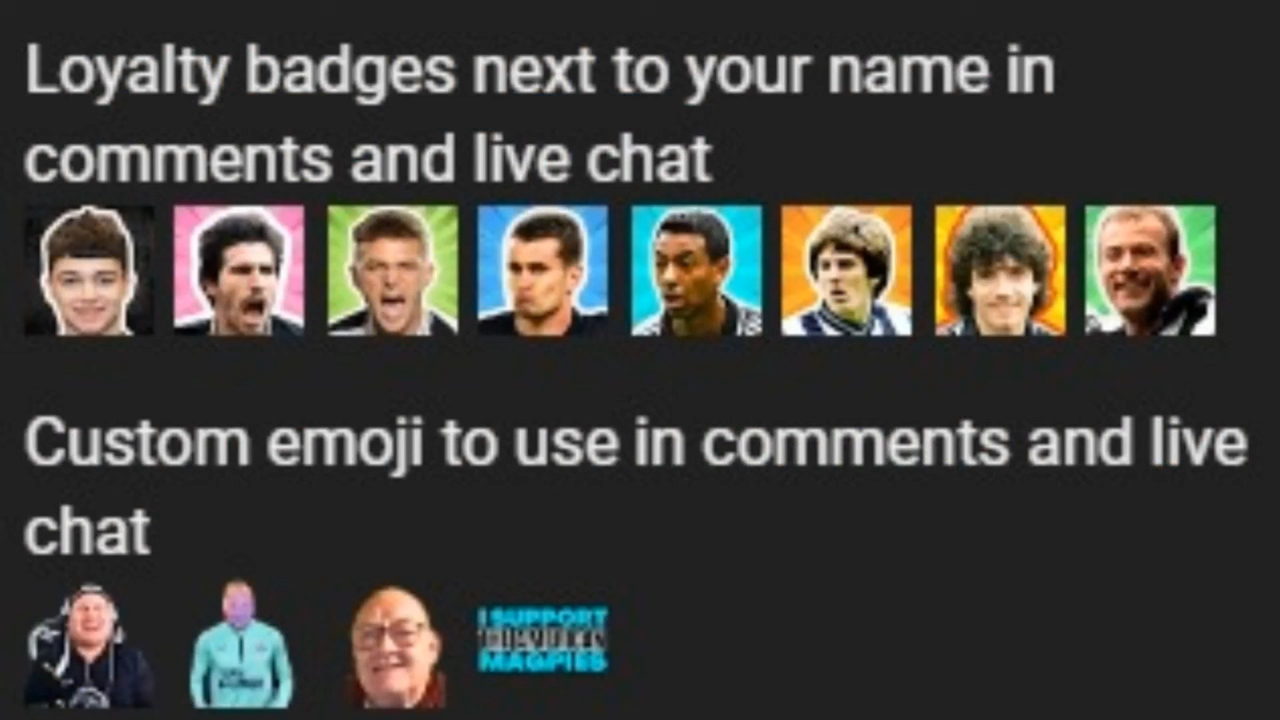 Loyalty badges next to your name in
comments and live chat
Custom emoji to use in comments and live
chat
I SUPPORT
MAGPIES